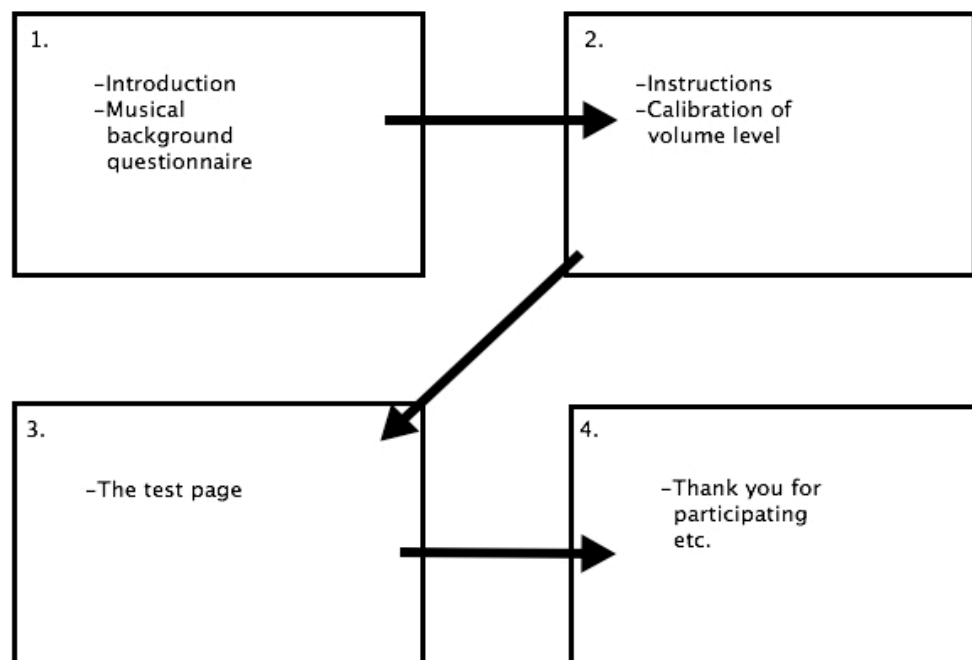 1.
–Introduction
–Musical
background
questionnaire
2.
–Instructions
–Calibration of
volume level
3.
–The test page
4.
–Thank you for
participating
etc.